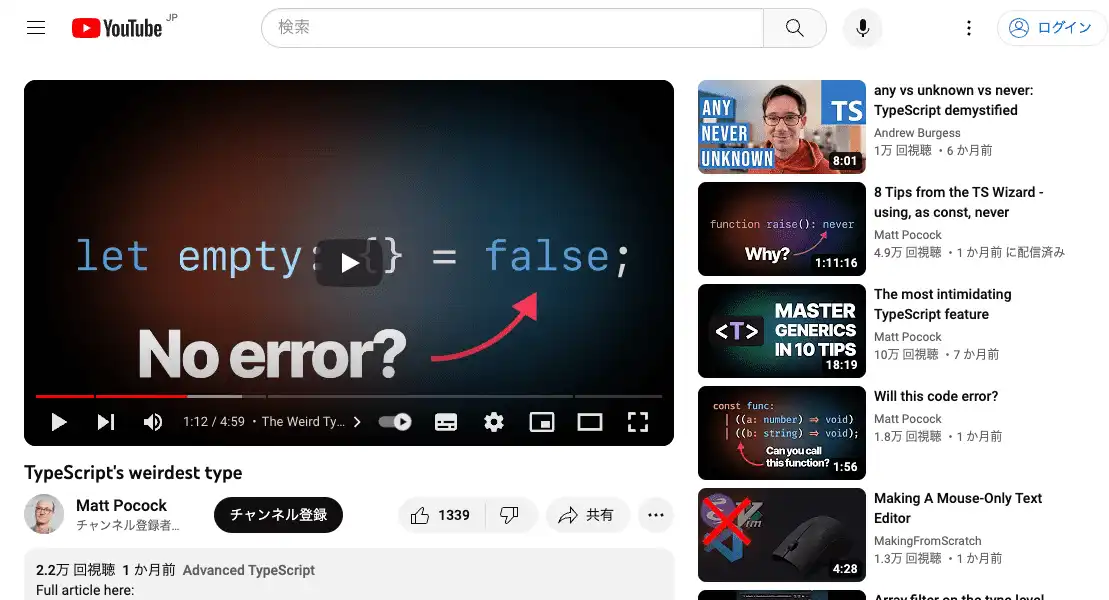 YouTube JP
検索
ログイン
let empty: {} = false;
No error?
1:12 / 4:59 ・ The Weird Ty...
TypeScript's weirdest type
Matt Pocock
チャンネル登録者...
チャンネル登録
1339
共有
2.2万 回視聴 1 か月前 Advanced TypeScript
Full article here:
ANY
NEVER
UNKNOWN
TS
8:01
any vs unknown vs never:
TypeScript demystified
Andrew Burgess
1万 回視聴 ・6 か月前
function raise(): never
Why?
1:11:16
8 Tips from the TS Wizard -
using, as const, never
Matt Pocock
4.9万 回視聴 ・1 か月前 に配信済み
<T>
MASTER
GENERICS
IN 10 TIPS
18:19
The most intimidating
TypeScript feature
Matt Pocock
10万 回視聴 ・7 か月前
const func:
| ((a: number) => void)
| ((b: string) => void);
Can you call
this function?
1:56
Will this code error?
Matt Pocock
1.8万 回視聴 ・1 か月前
4:28
Making A Mouse-Only Text
Editor
MakingFromScratch
1.3万 回視聴 ・1 か月前
Array filter on the type level